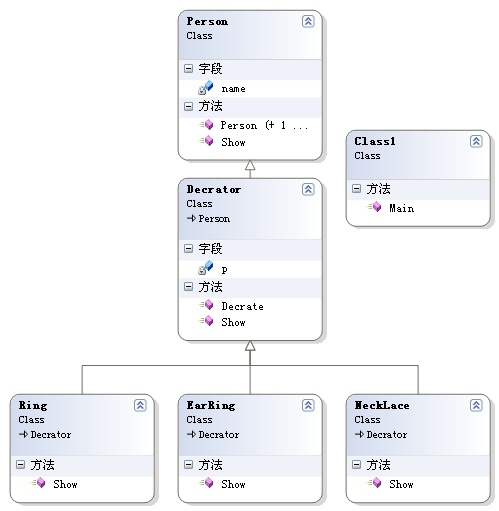 Person
Class
字段
name
方法
Person (+ 1 ...
Show
Class1
Class
方法
Main
Decrator
Class
Person
字段
p
方法
Decrate
Show
Ring
Class
Decrator
方法
Show
EarRing
Class
Decrator
方法
Show
NeckLace
Class
Decrator
方法
Show